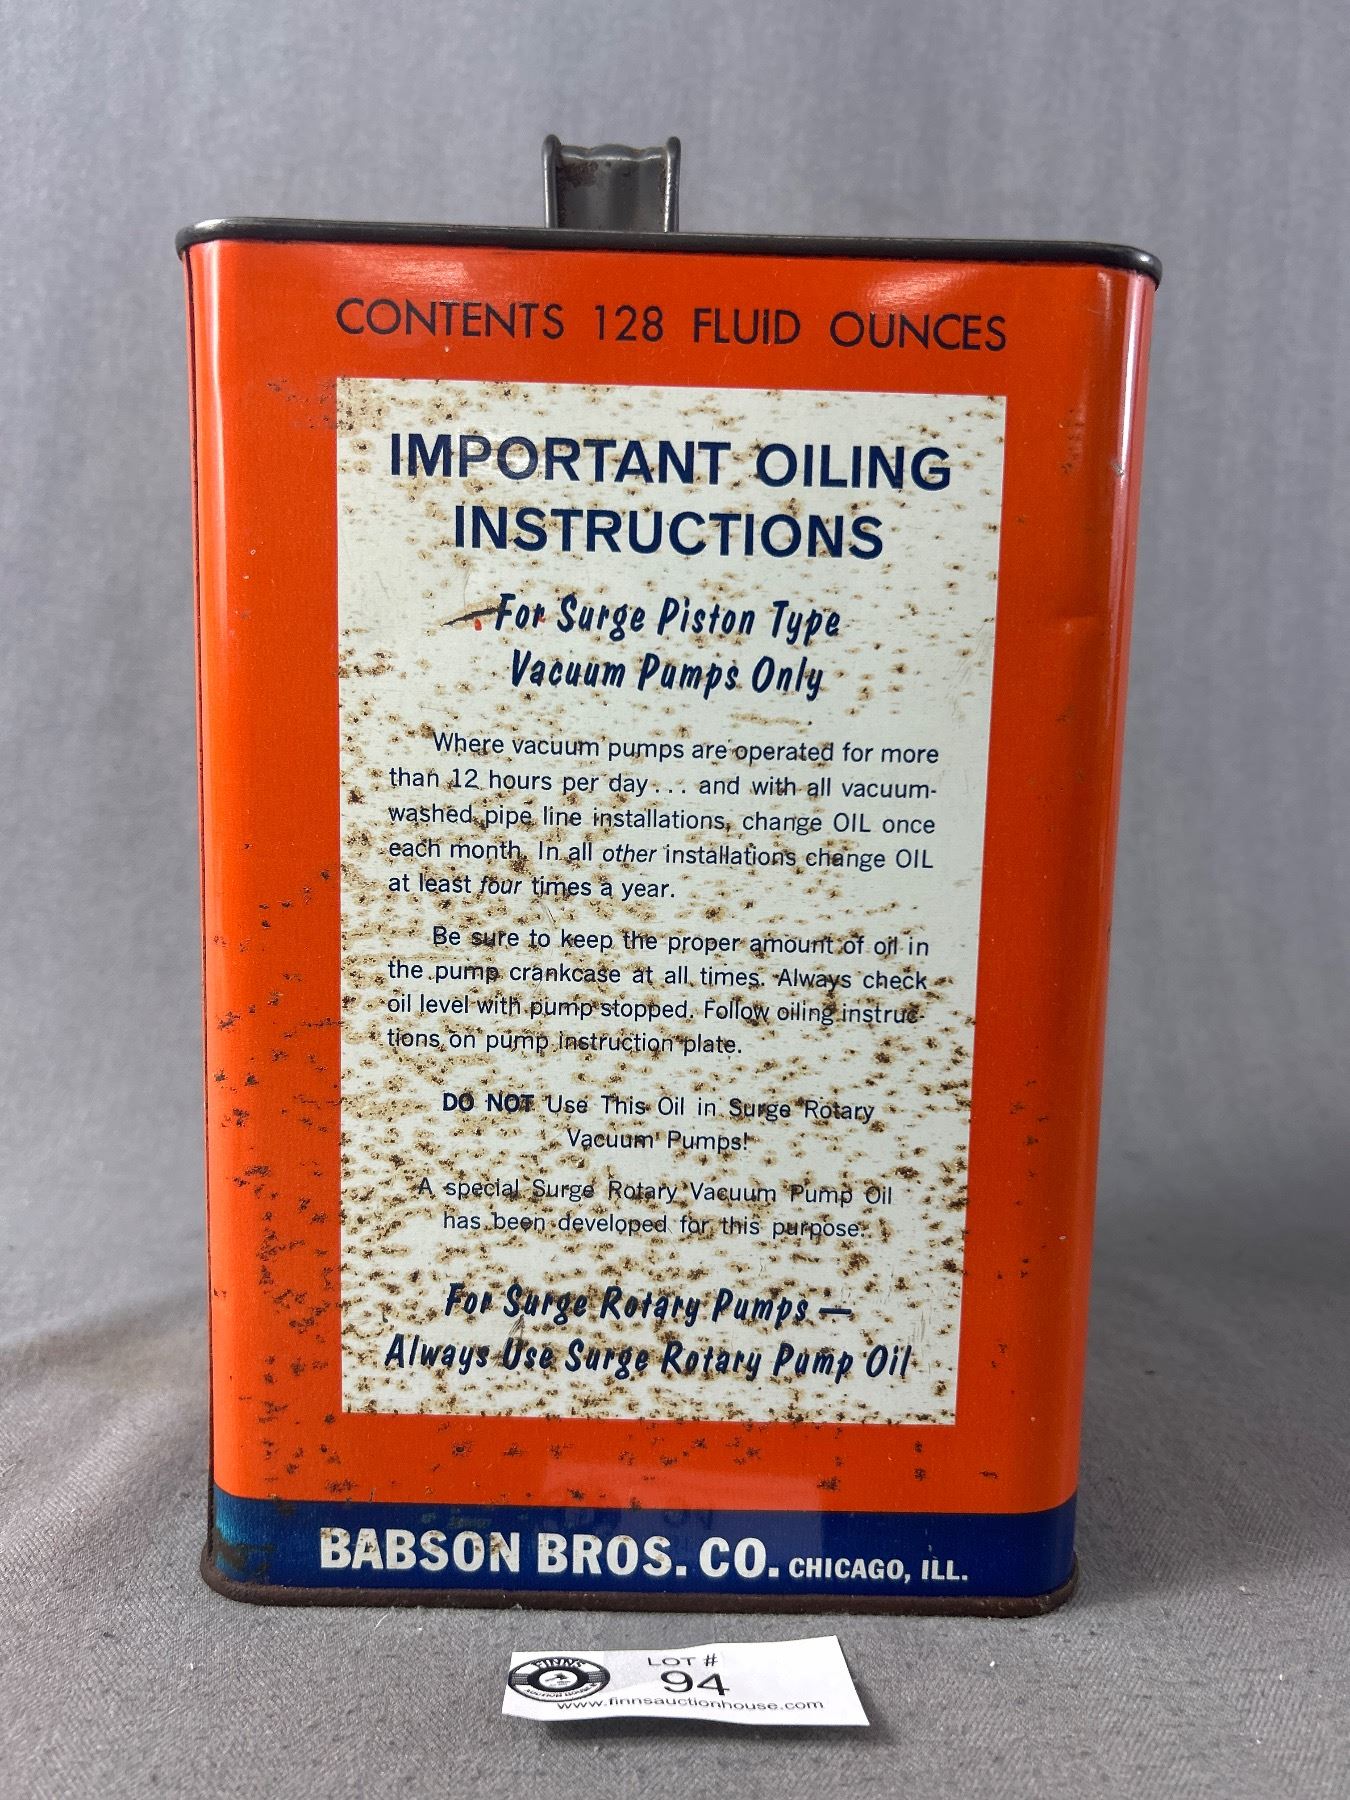 CONTENTS 128 FLUID OUNCES
IMPORTANT OILING
INSTRUCTIONS
For Surge Piston Type
Vacuum Pumps Only
Where vacuum pumps are operated for more
than 12 hours per day... and with all vacuum-
washed pipe line installations, change OIL once
each month. In all other installations change OIL
at least four times a year.
Be sure to keep the proper amount of oil in
the pump crankcase at all times. Always check
oil level with pump stopped. Follow oiling instruc-
tions on pump instruction plate.
DO NOT Use This Oil in Surge Rotary
Vacuum Pumps!
A special Surge Rotary Vacuum Pump Oil
has been developed for this purpose.
For Surge Rotary Pumps —
Always Use Surge Rotary Pump Oil
BABSON BROS. CO. CHICAGO, ILL.
FINNS
AUCTION HOUSE
LOT #
94
www.finnsauctionhouse.com